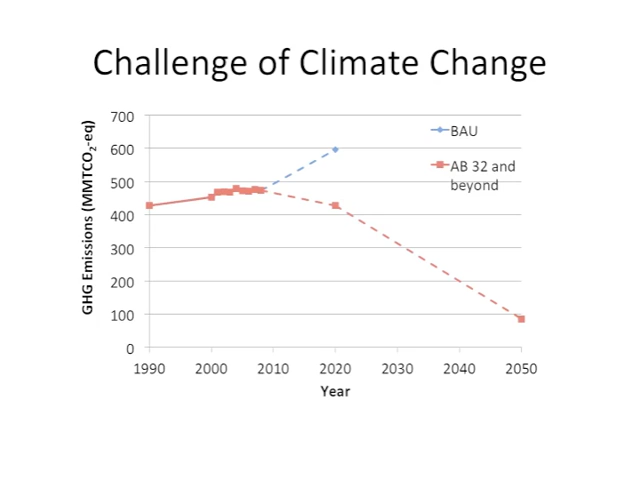 Challenge of Climate Change
GHG Emissions (MMTCO₂-eq)
700
600
500
400
300
200
100
0
1990 2000 2010 2020 2030 2040 2050
Year
BAU
AB 32 and
beyond